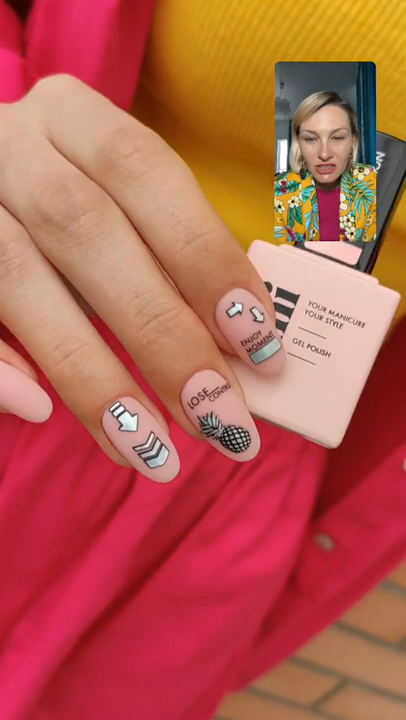 YOUR MANICURE
YOUR STYLE
GEL POLISH
ENJOY
MOMENT
LOSE
CONTROL